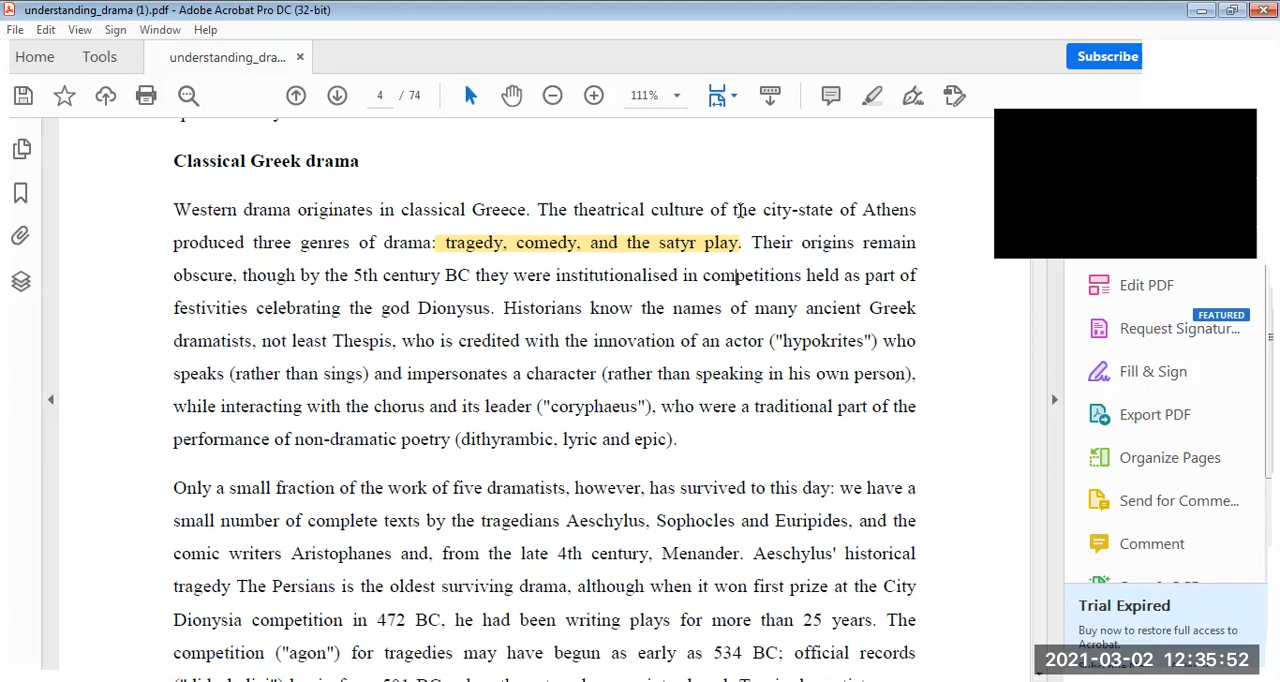 understanding_drama (1).pdf - Adobe Acrobat Pro DC (32-bit)
File Edit View Sign Window Help
Home Tools understanding_dra... × Subscribe
4 / 74 111%
Classical Greek drama
Western drama originates in classical Greece. The theatrical culture of the city-state of Athens
produced three genres of drama: tragedy, comedy, and the satyr play. Their origins remain
obscure, though by the 5th century BC they were institutionalised in competitions held as part of
festivities celebrating the god Dionysus. Historians know the names of many ancient Greek
dramatists, not least Thespis, who is credited with the innovation of an actor ("hypokrites") who
speaks (rather than sings) and impersonates a character (rather than speaking in his own person),
while interacting with the chorus and its leader ("coryphaeus"), who were a traditional part of the
performance of non-dramatic poetry (dithyrambic, lyric and epic).
Only a small fraction of the work of five dramatists, however, has survived to this day: we have a
small number of complete texts by the tragedians Aeschylus, Sophocles and Euripides, and the
comic writers Aristophanes and, from the late 4th century, Menander. Aeschylus' historical
tragedy The Persians is the oldest surviving drama, although when it won first prize at the City
Dionysia competition in 472 BC, he had been writing plays for more than 25 years. The
competition ("agon") for tragedies may have begun as early as 534 BC; official records
Edit PDF
FEATURED
Request Signatur...
Fill & Sign
Export PDF
Organize Pages
Send for Comme...
Comment
Trial Expired
Buy now to restore full access to
Acrobat.
2021-03-02 12:35:52